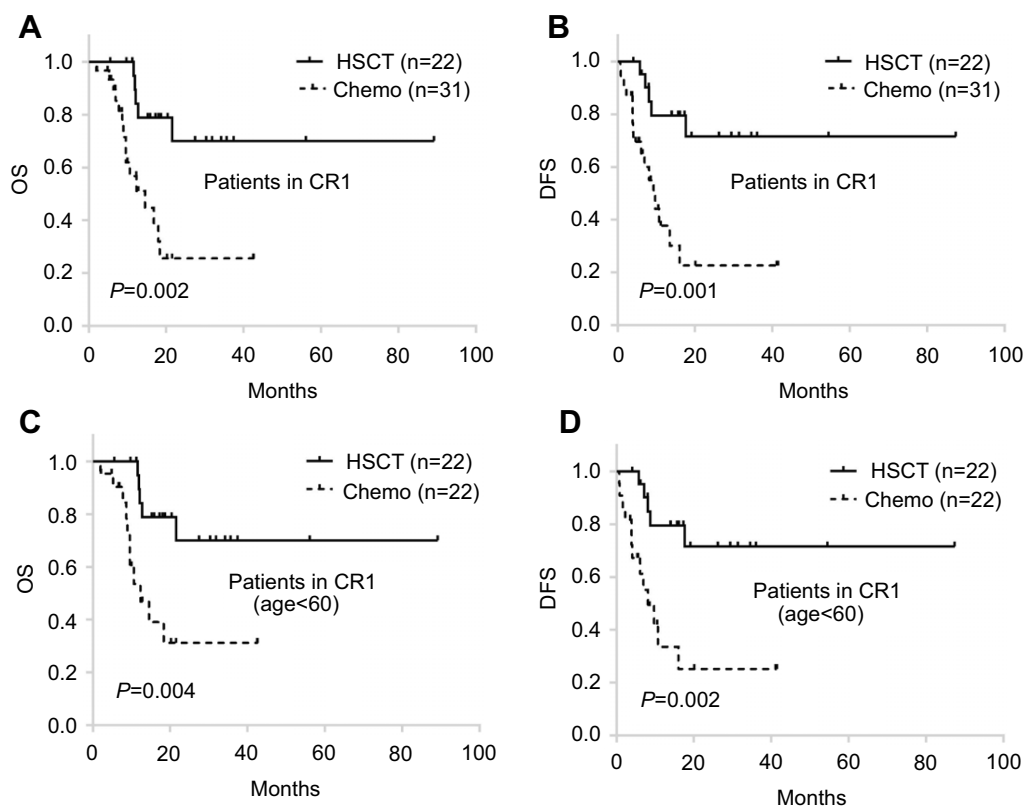 A
OS
1.0
0.8
0.6
0.4
0.2
0.0
HSCT (n=22)
Chemo (n=31)
Patients in CR1
P=0.002
0 20 40 60 80 100
Months
B
DFS
1.0
0.8
0.6
0.4
0.2
0.0
HSCT (n=22)
Chemo (n=31)
Patients in CR1
P=0.001
0 20 40 60 80 100
Months
C
OS
1.0
0.8
0.6
0.4
0.2
0.0
HSCT (n=22)
Chemo (n=22)
Patients in CR1
(age<60)
P=0.004
0 20 40 60 80 100
Months
D
DFS
1.0
0.8
0.6
0.4
0.2
0.0
HSCT (n=22)
Chemo (n=22)
Patients in CR1
(age<60)
P=0.002
0 20 40 60 80 100
Months